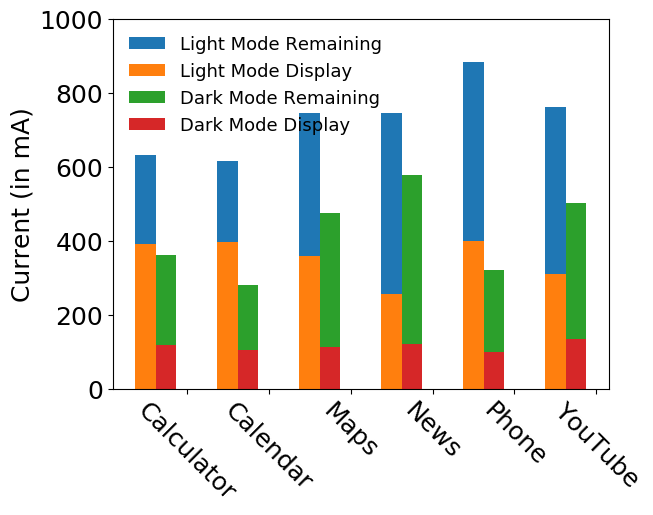 Current (in mA)
1000
800
600
400
200
0
Light Mode Remaining
Light Mode Display
Dark Mode Remaining
Dark Mode Display
Calculator
Calendar
Maps
News
Phone
YouTube